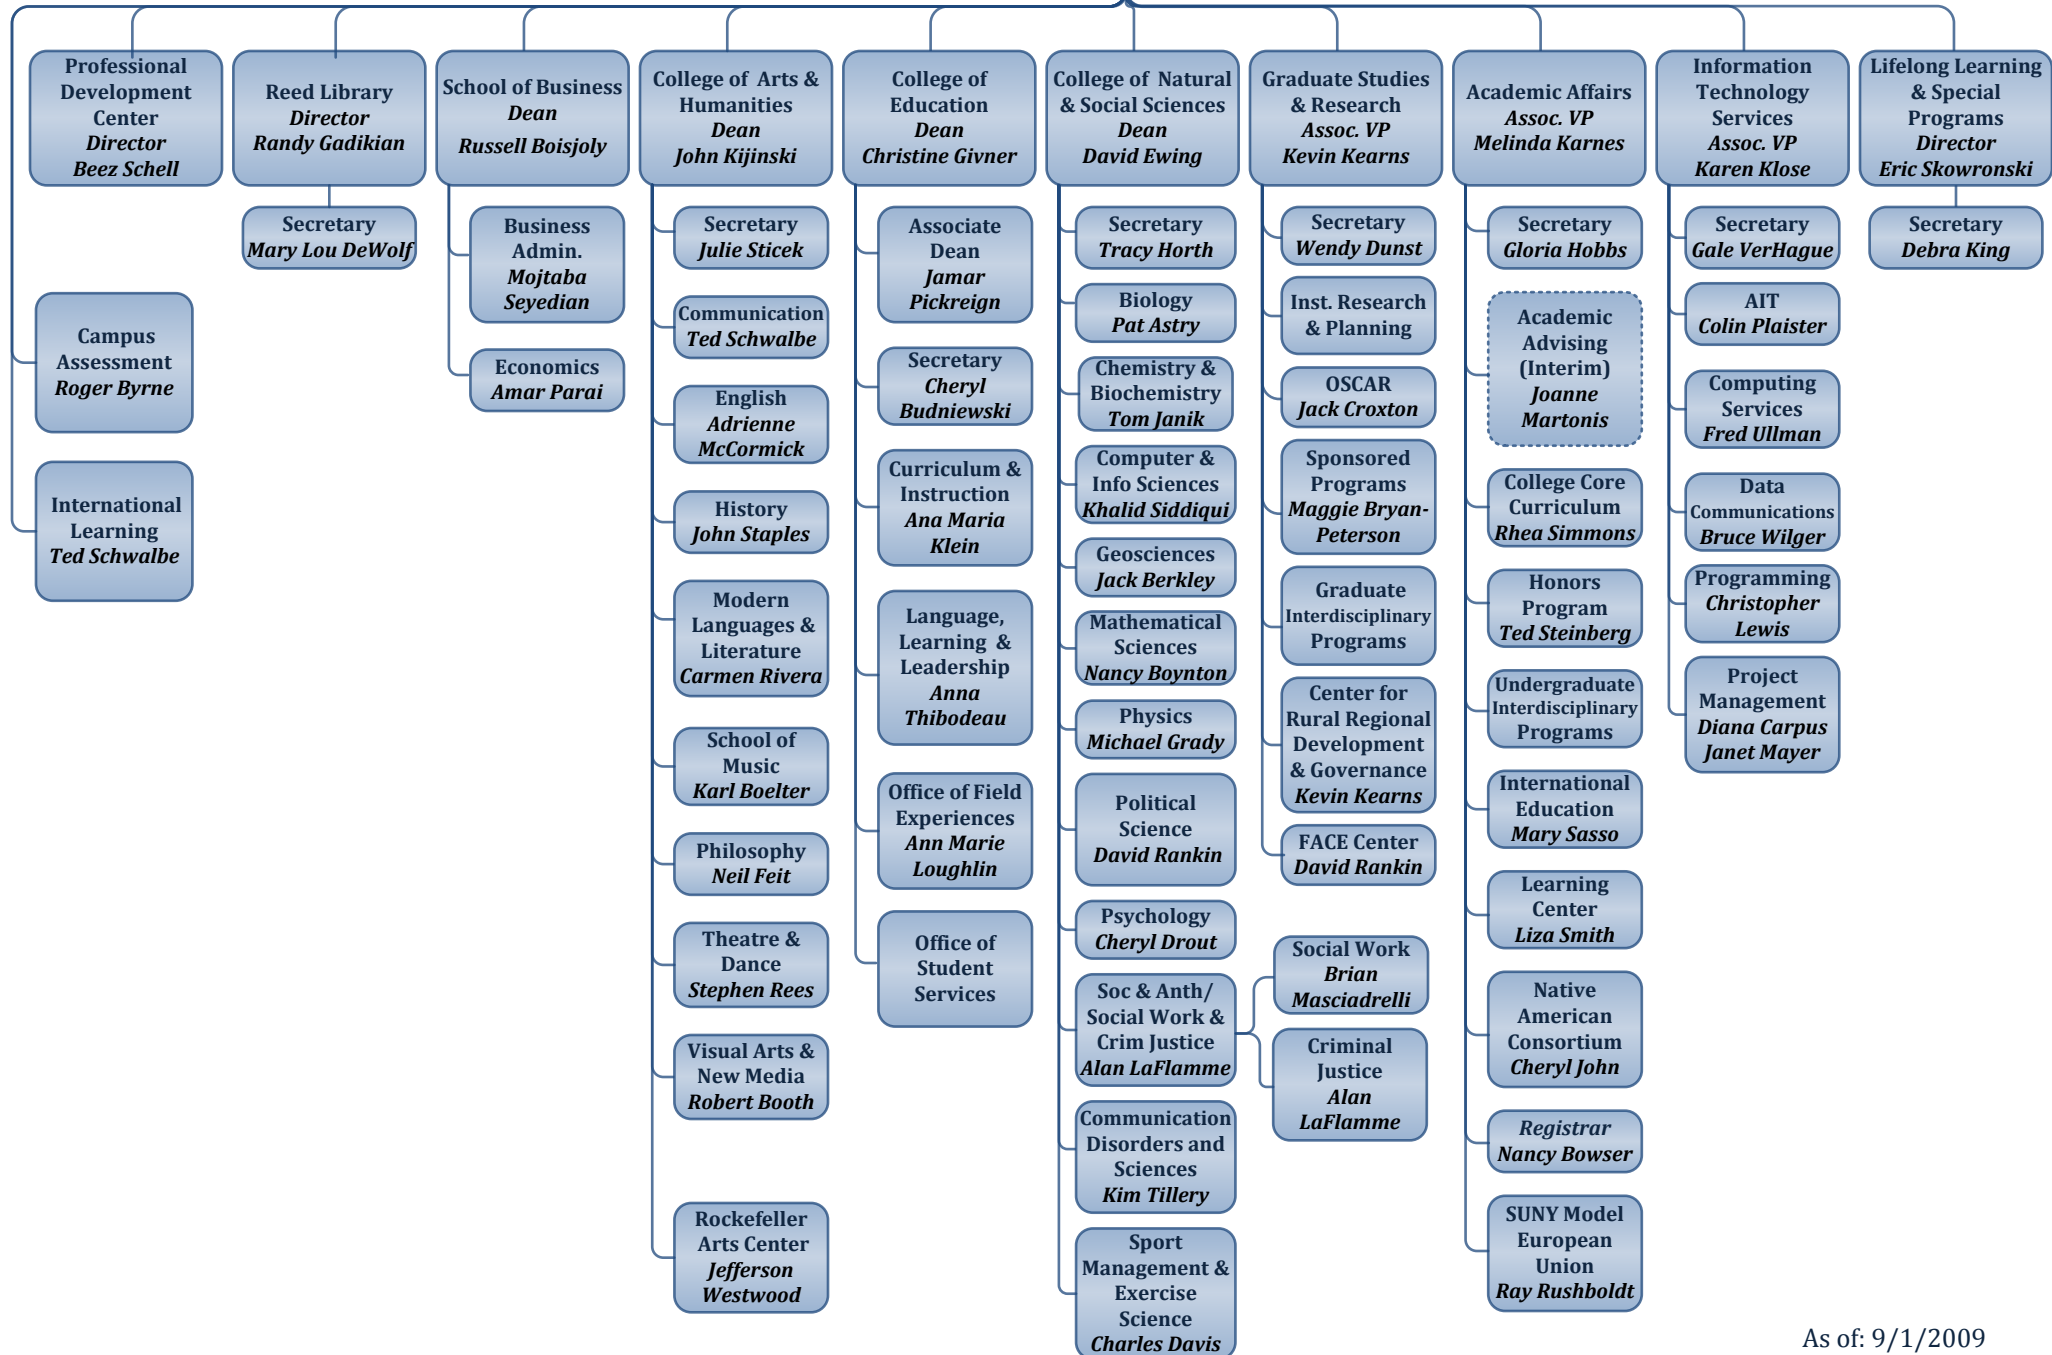 Professional
Development
Center
Director
Beez Schell
Reed Library
Director
Randy Gadikian
School of Business
Dean
Russell Boisjoly
College of Arts &
Humanities
Dean
John Kijinski
College of
Education
Dean
Christine Givner
College of Natural
& Social Sciences
Dean
David Ewing
Graduate Studies
& Research
Assoc. VP
Kevin Kearns
Academic Affairs
Assoc. VP
Melinda Karnes
Information
Technology
Services
Assoc. VP
Karen Klose
Lifelong Learning
& Special
Programs
Director
Eric Skowronski
Campus
Assessment
Roger Byrne
International
Learning
Ted Schwalbe
Secretary
Mary Lou DeWolf
Business
Admin.
Mojtaba
Seyedian
Economics
Amar Parai
Secretary
Julie Sticek
Communication
Ted Schwalbe
English
Adrienne
McCormick
History
John Staples
Modern
Languages &
Literature
Carmen Rivera
School of
Music
Karl Boelter
Philosophy
Neil Feit
Theatre &
Dance
Stephen Rees
Visual Arts &
New Media
Robert Booth
Rockefeller
Arts Center
Jefferson
Westwood
Associate
Dean
Jamar
Pickreign
Secretary
Cheryl
Budniewski
Curriculum &
Instruction
Ana Maria
Klein
Language,
Learning &
Leadership
Anna
Thibodeau
Office of Field
Experiences
Ann Marie
Loughlin
Office of
Student
Services
Secretary
Tracy Horth
Biology
Pat Astry
Chemistry &
Biochemistry
Tom Janik
Computer &
Info Sciences
Khalid Siddiqui
Geosciences
Jack Berkley
Mathematical
Sciences
Nancy Boynton
Physics
Michael Grady
Political
Science
David Rankin
Psychology
Cheryl Drout
Soc & Anth/
Social Work &
Crim Justice
Alan LaFlamme
Communication
Disorders and
Sciences
Kim Tillery
Sport
Management &
Exercise
Science
Charles Davis
Secretary
Wendy Dunst
Inst. Research
& Planning
OSCAR
Jack Croxton
Sponsored
Programs
Maggie Bryan-
Peterson
Graduate
Interdisciplinary
Programs
Center for
Rural Regional
Development
& Governance
Kevin Kearns
FACE Center
David Rankin
Social Work
Brian
Masciadrelli
Criminal
Justice
Alan
LaFlamme
Secretary
Gloria Hobbs
Academic
Advising
(Interim)
Joanne
Martonis
College Core
Curriculum
Rhea Simmons
Honors
Program
Ted Steinberg
Undergraduate
Interdisciplinary
Programs
International
Education
Mary Sasso
Learning
Center
Liza Smith
Native
American
Consortium
Cheryl John
Registrar
Nancy Bowser
SUNY Model
European
Union
Ray Rushboldt
Secretary
Gale VerHague
AIT
Colin Plaister
Computing
Services
Fred Ullman
Data
Communications
Bruce Wilger
Programming
Christopher
Lewis
Project
Management
Diana Carpus
Janet Mayer
Secretary
Debra King
As of: 9/1/2009